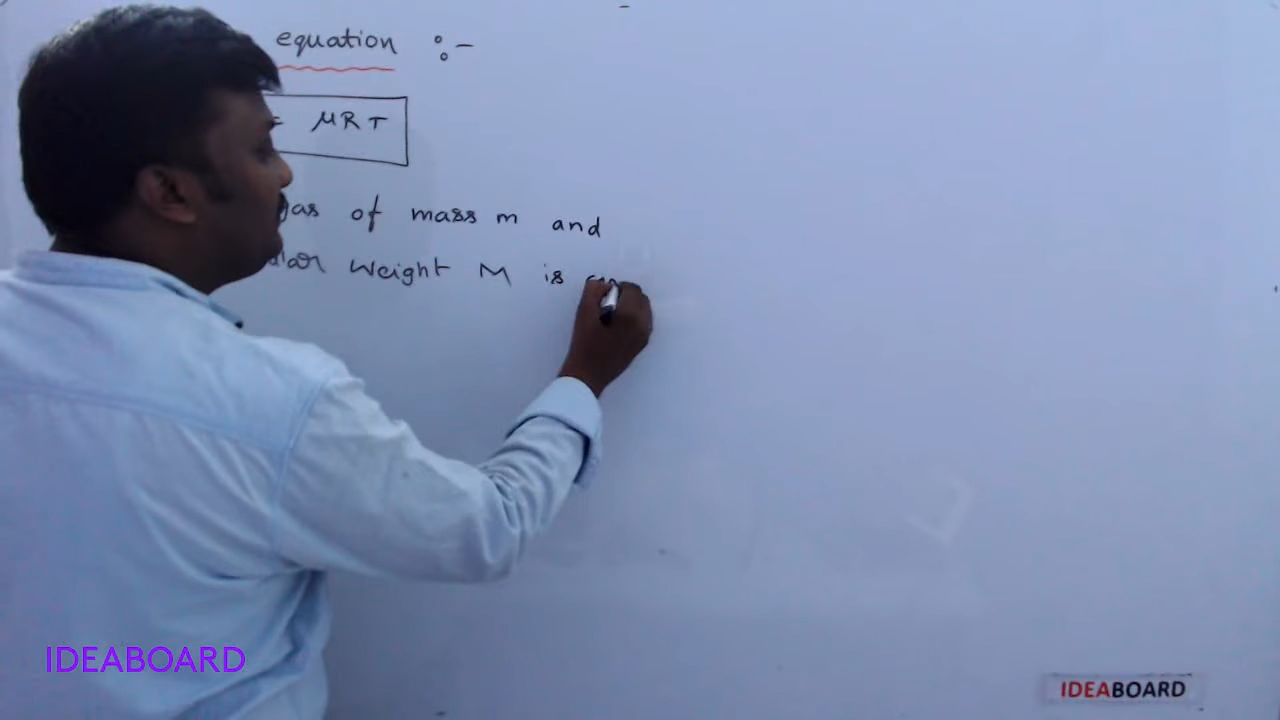 equation :-
= μRT
gas of mass m and
weight M is
IDEABOARD
IDEABOARD